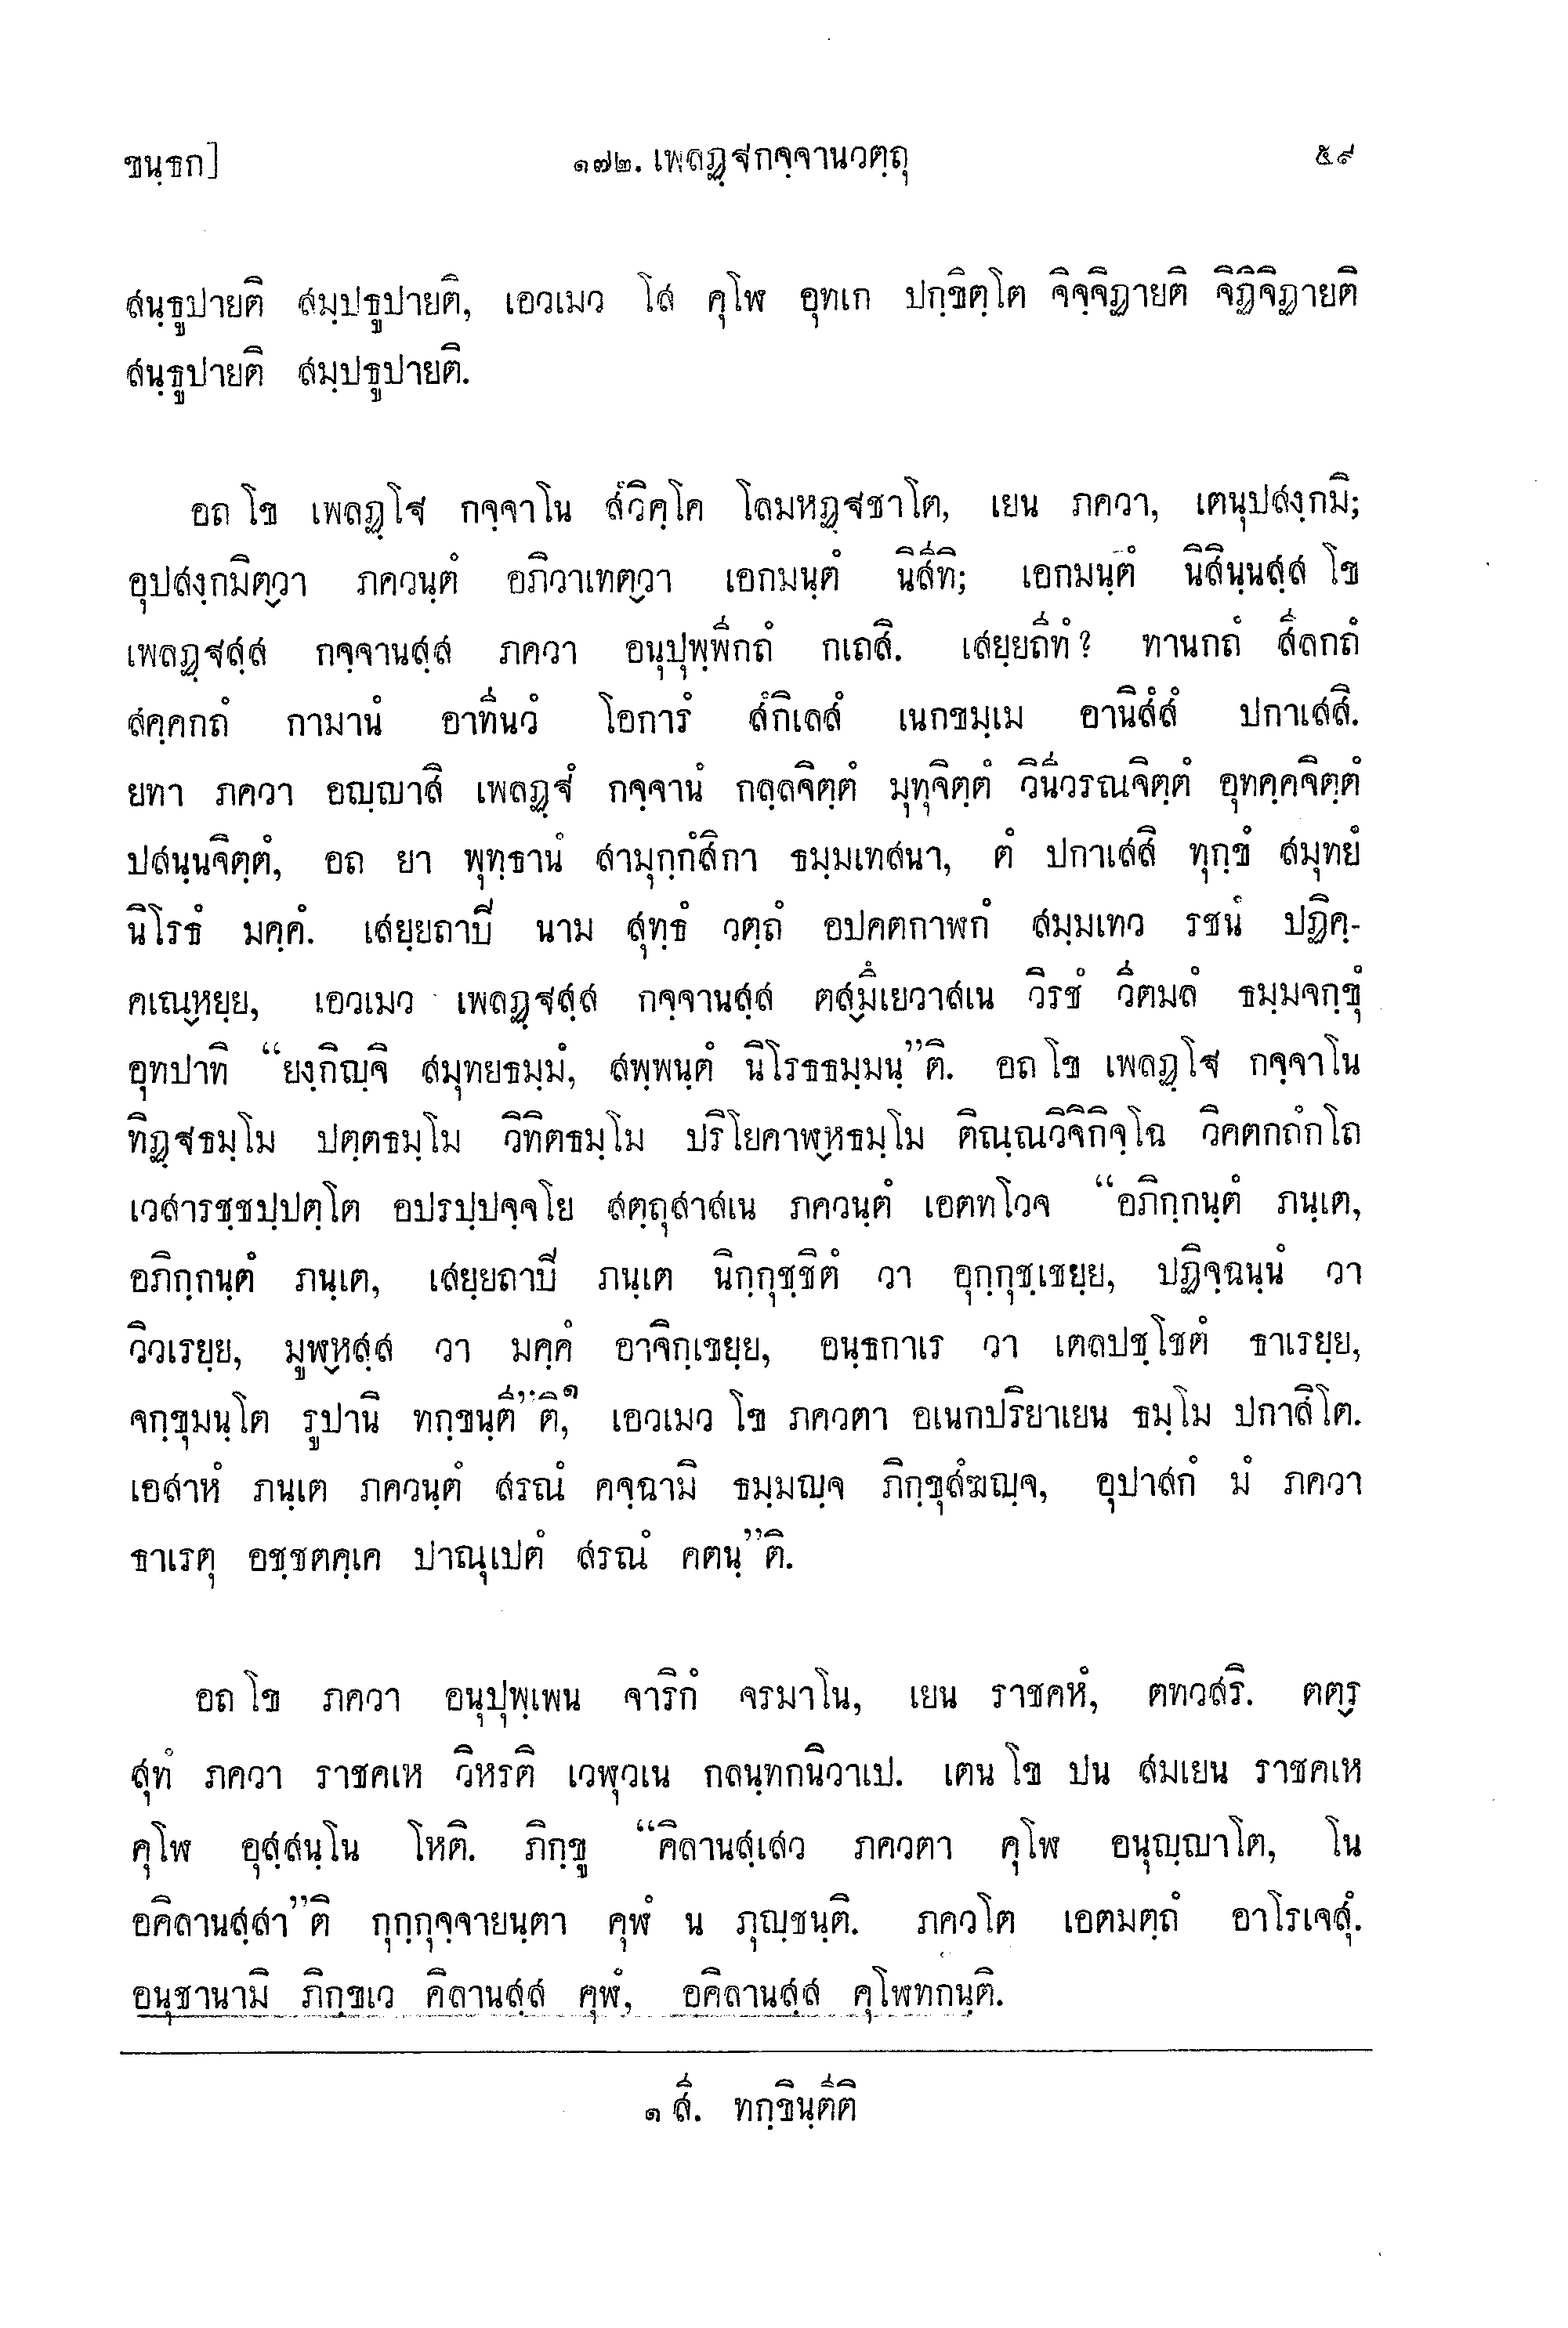 ขนฺธก]
๑๗๒. เพลฏฺฐกจฺจานวตฺถุ
๕๙
สนฺธูปายติ สมฺปธูปายติ, เอวเมว โส คุโฬ อุทเก ปกฺขิตฺโต จิจฺจิฏายติ จิฏิจิฏายติ
สนฺธูปายติ สมฺปธูปายติ.
อถ โข เพลฏฺโฐ กจฺจาโน สํวิคฺโค โลมหฏฺฐชาโต, เยน ภควา, เตนุปสงฺกมิ;
อุปสงฺกมิตฺวา ภควนฺตํ อภิวาเทตฺวา เอกมนฺตํ นิสีทิ; เอกมนฺตํ นิสินฺนสฺส โข
เพลฏฺฐสฺส กจฺจานสฺส ภควา อนุปุพฺพีกถํ กเถสิ. เสยฺยถีทํ? ทานกถํ สีลกถํ
สคฺคกถํ กามานํ อาทีนวํ โอการํ สํกิเลสํ เนกฺขมฺเม อานิสํสํ ปกาเสสิ.
ยทา ภควา อญฺญาสิ เพลฏฺฐํ กจฺจานํ กลฺลจิตฺตํ มุทุจิตฺตํ วินีวรณจิตฺตํ อุทคฺคจิตฺตํ
ปสนฺนจิตฺตํ, อถ ยา พุทฺธานํ สามุกฺกํสิกา ธมฺมเทสนา, ตํ ปกาเสสิ ทุกฺขํ สมุทยํ
นิโรธํ มคฺคํ. เสยฺยถาปิ นาม สุทฺธํ วตฺถํ อปคตกาฬกํ สมฺมเทว รชนํ ปฏิคฺ-
คเณฺหยฺย, เอวเมว เพลฏฺฐสฺส กจฺจานสฺส ตสฺมึเยวาสเน วิรชํ วีตมลํ ธมฺมจกฺขุํ
อุทปาทิ “ยงฺกิญฺจิ สมุทยธมฺมํ, สพฺพนฺตํ นิโรธธมฺมนฺ”ติ. อถ โข เพลฏฺโฐ กจฺจาโน
ทิฏฺฐธมฺโม ปตฺตธมฺโม วิทิตธมฺโม ปริโยคาฬฺหธมฺโม ติณฺณวิจิกิจฺโฉ วิคตกถํกโถ
เวสารชฺชปฺปตฺโต อปรปฺปจฺจโย สตฺถุสาสเน ภควนฺตํ เอตทโวจ “อภิกฺกนฺตํ ภนฺเต,
อภิกฺกนฺตํ ภนฺเต, เสยฺยถาปิ ภนฺเต นิกฺกุชฺชิตํ วา อุกฺกุชฺเชยฺย, ปฏิจฺฉนฺนํ วา
วิวเรยฺย, มูฬฺหสฺส วา มคฺคํ อาจิกฺเขยฺย, อนฺธกาเร วา เตลปชฺโชตํ ธาเรยฺย,
จกฺขุมนฺโต รูปานิ ทกฺขนฺตี”ติ,๑ เอวเมว โข ภควตา อเนกปริยาเยน ธมฺโม ปกาสิโต.
เอสาหํ ภนฺเต ภควนฺตํ สรณํ คจฺฉามิ ธมฺมญฺจ ภิกฺขุสํฆญฺจ, อุปาสกํ มํ ภควา
ธาเรตุ อชฺชตคฺเค ปาณุเปตํ สรณํ คตนฺ”ติ.
อถ โข ภควา อนุปุพฺเพน จาริกํ จรมาโน, เยน ราชคหํ, ตทวสริ. ตตฺร
สุทํ ภควา ราชคเห วิหรติ เวฬุวเน กลนฺทกนิวาเป. เตน โข ปน สมเยน ราชคเห
คุโฬ อุสฺสนฺโน โหติ. ภิกฺขู “คิลานสฺเสว ภควตา คุโฬ อนุญฺญาโต, โน
อคิลานสฺสา”ติ กุกฺกุจฺจายนฺตา คุฬํ น ภุญฺชนฺติ. ภควโต เอตมตฺถํ อาโรเจสุํ.
อนุชานามิ ภิกฺขเว คิลานสฺส คุฬํ, อคิลานสฺส คุโฬทกนฺติ.
๑ สี. ทกฺขินฺตีติ